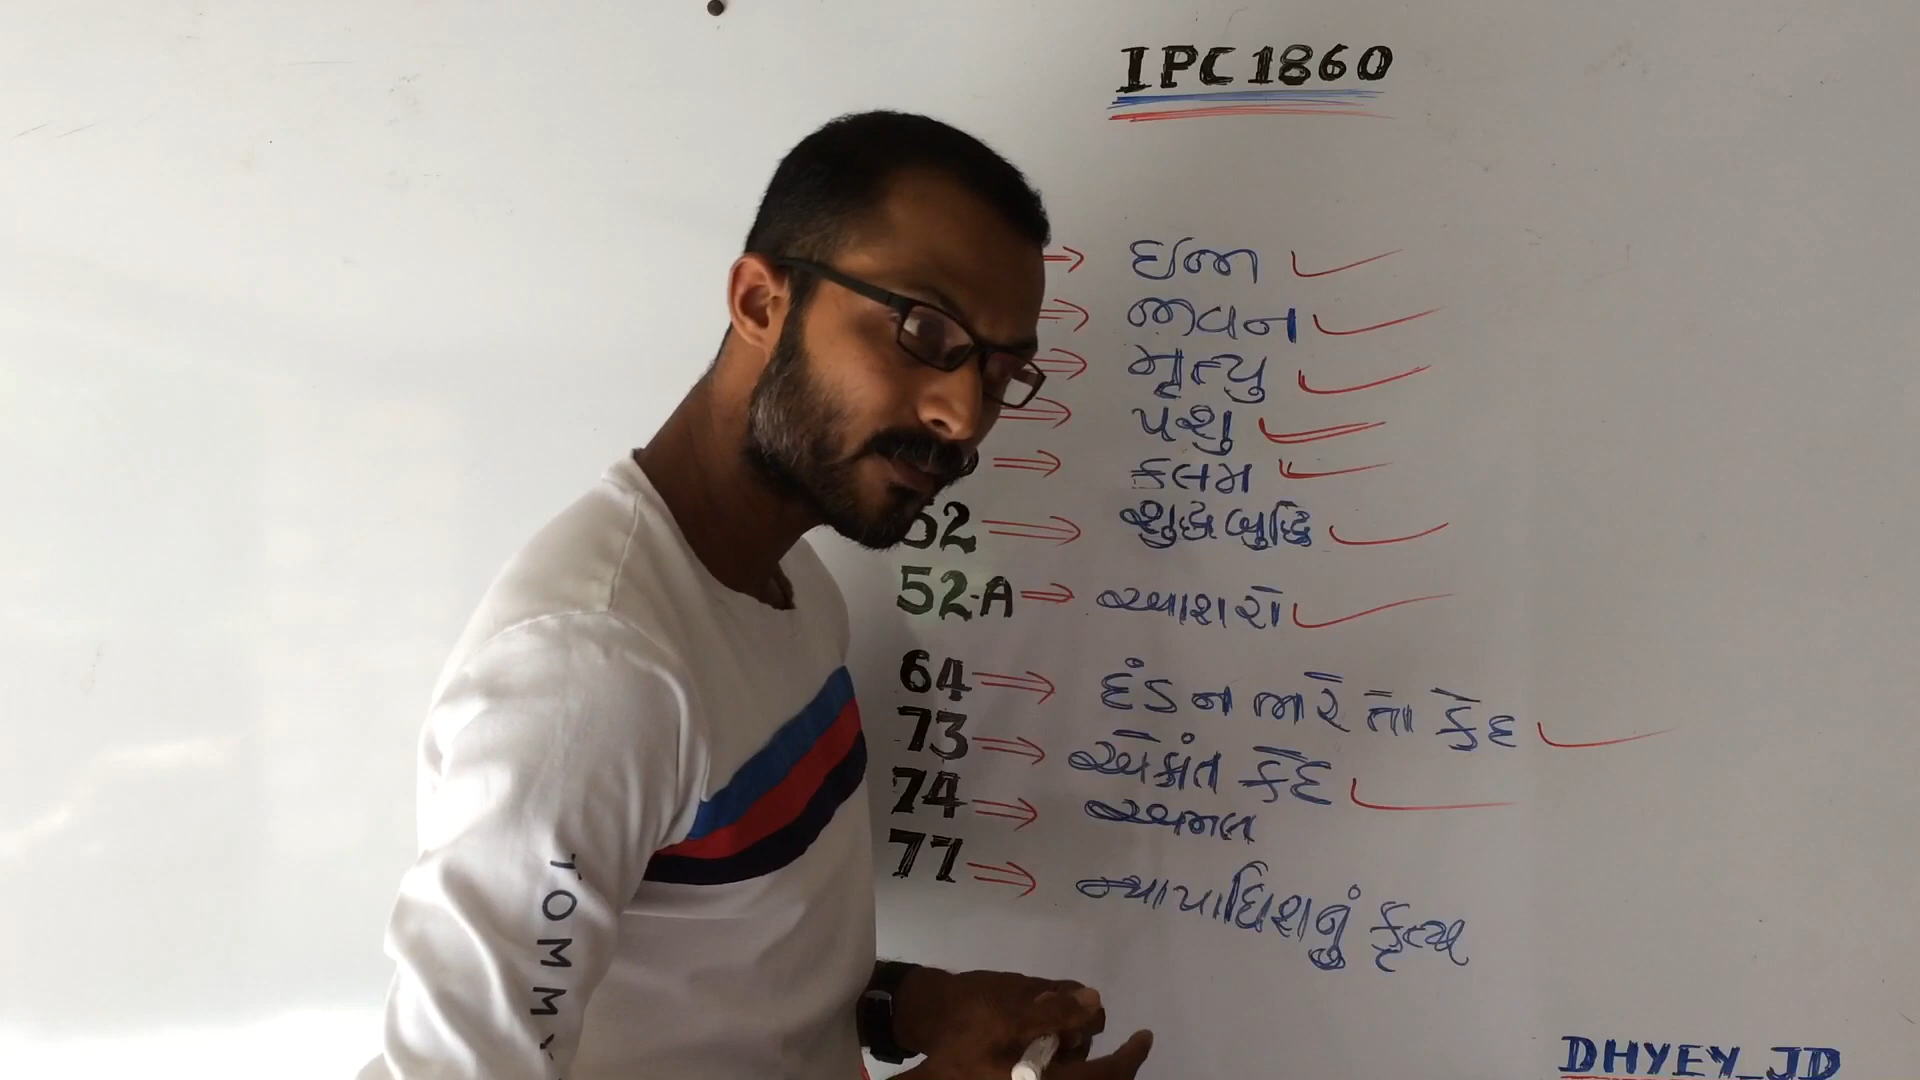 IPC 1860
ઇજા
જીવન
મૃત્યુ
પશુ
કલમ
52 શુદ્ધબુદ્ધિ
52-A આશરો
64 દંડ ન ભરે તો કેદ
73 એકાંત કેદ
74 અમલ
77 ન્યાયાધિશનું કૃત્ય
TOMMY
DHYEY_JD